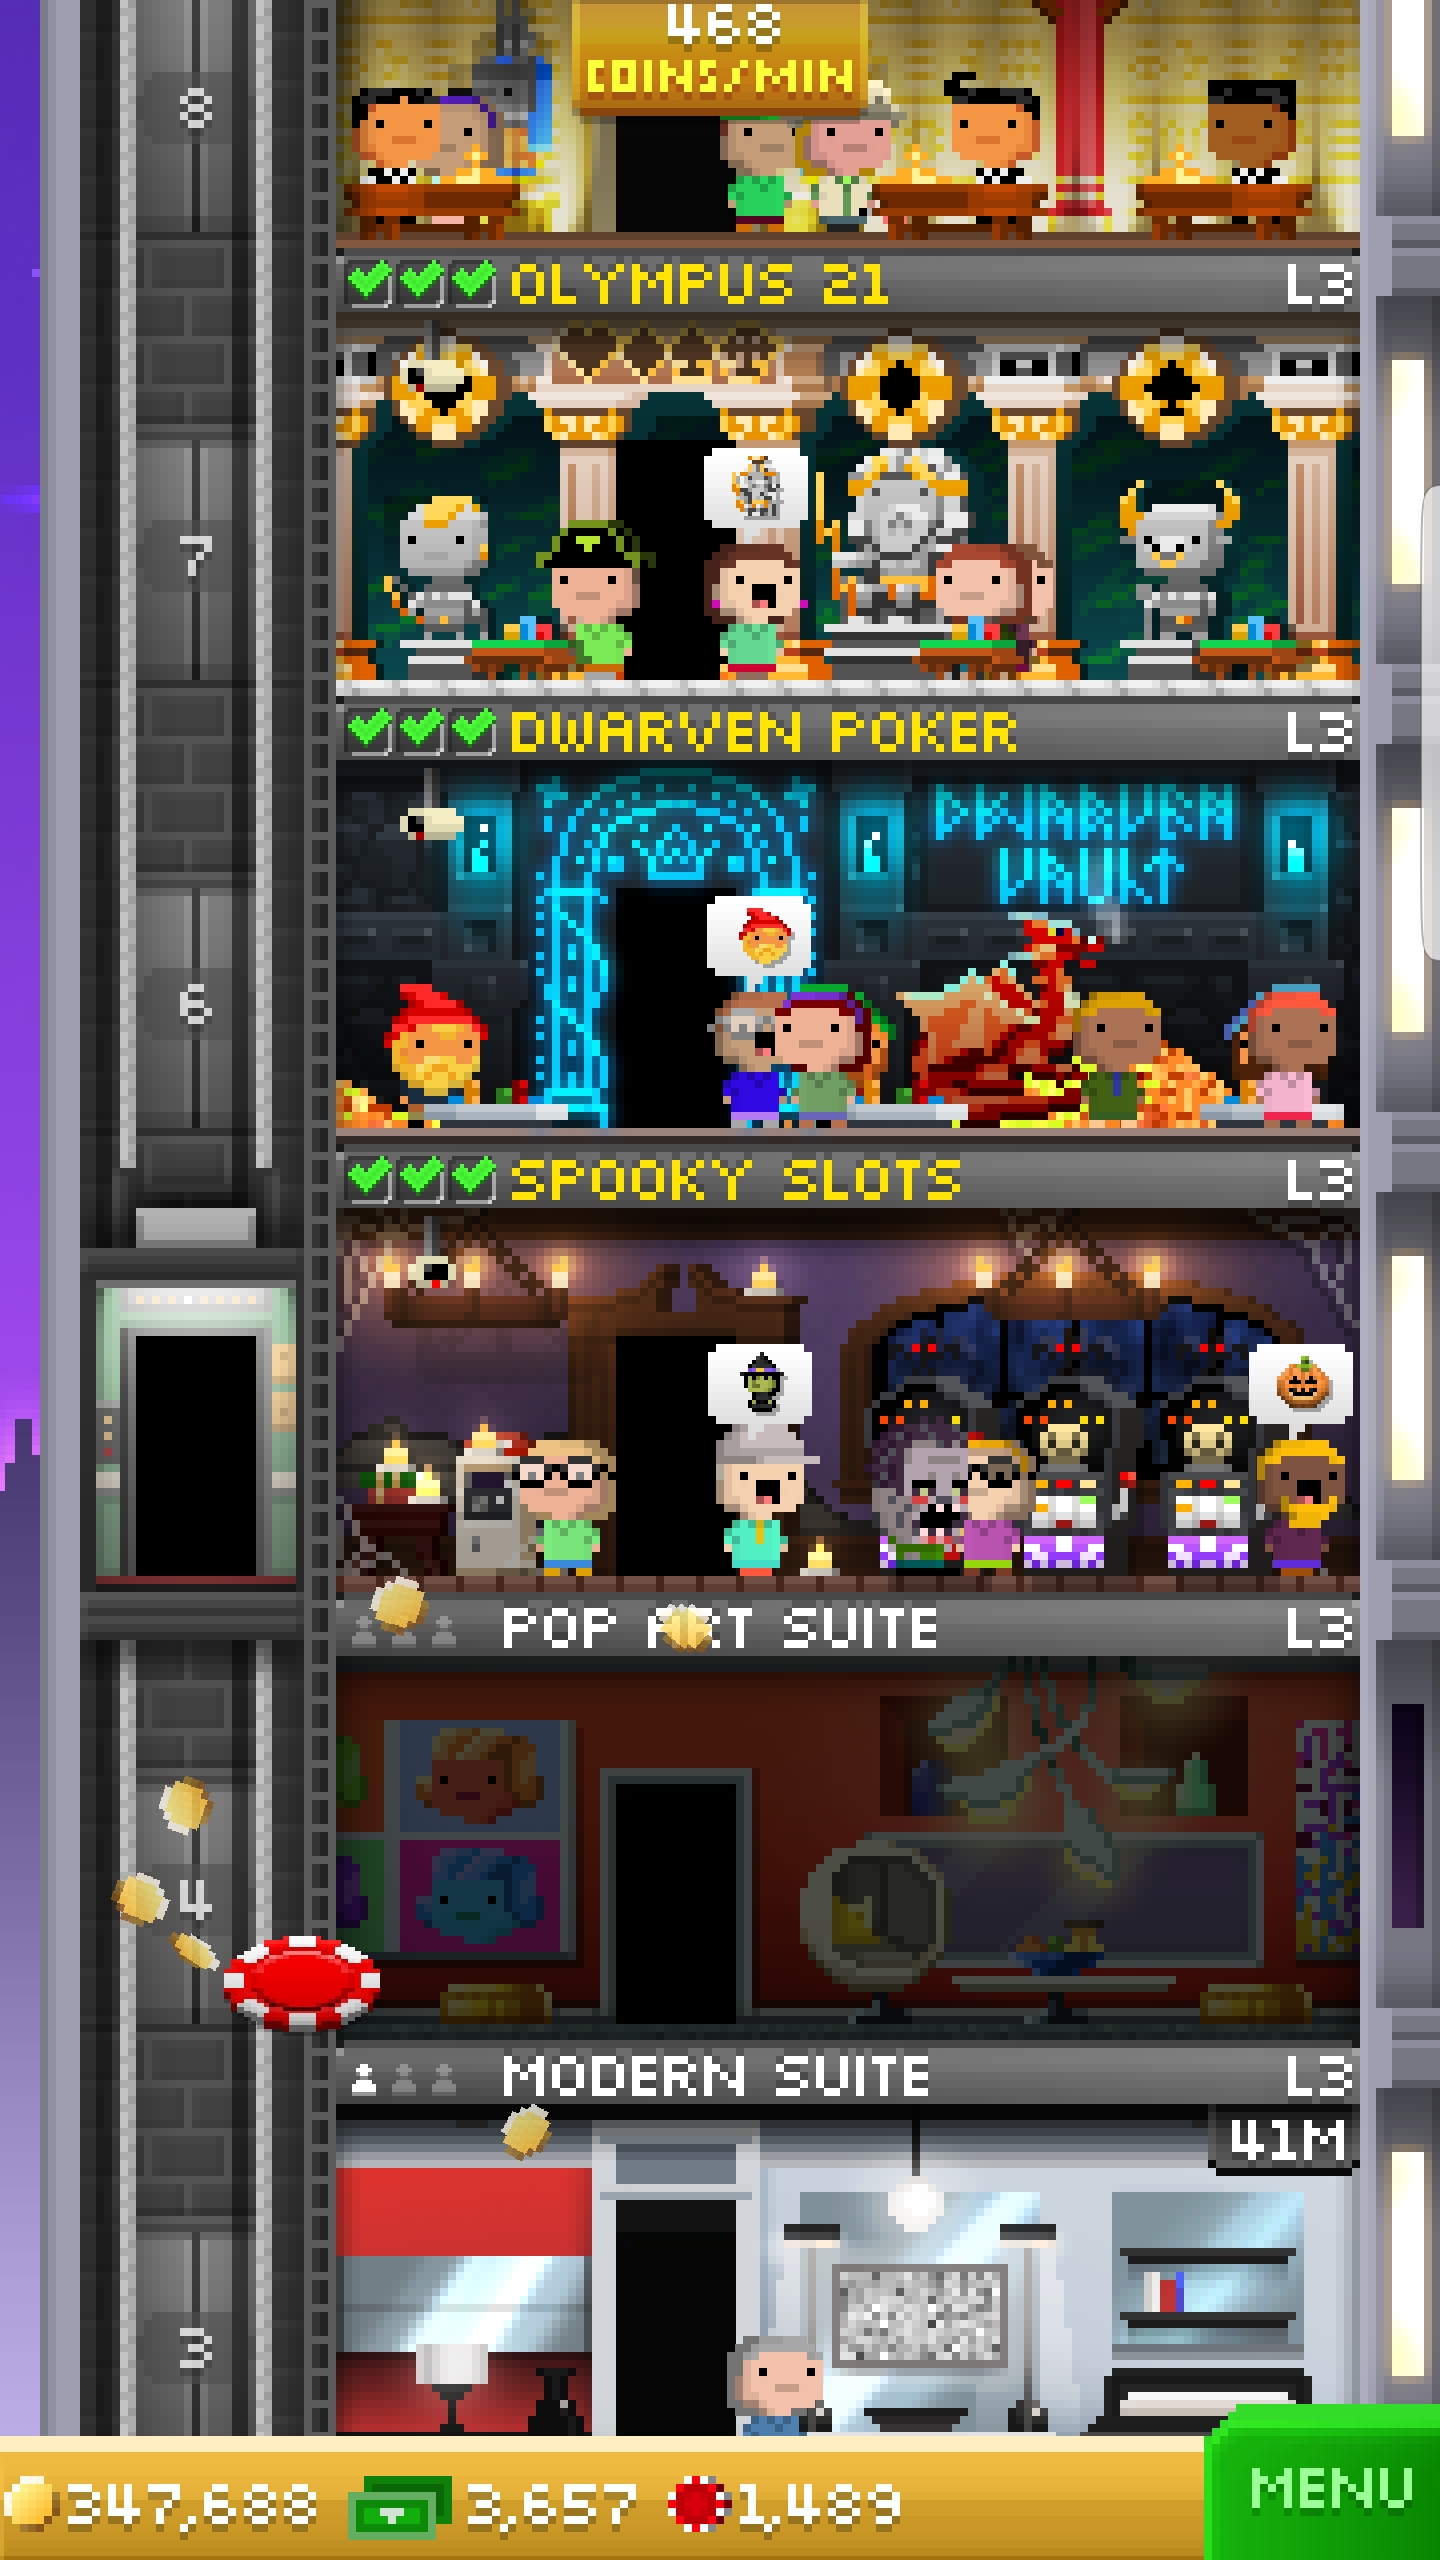 468
COINS/MIN
8
OLYMPUS 21 L3
7
DWARVEN POKER L3
DWARVEN
VAULT
6
SPOOKY SLOTS L3
POP ART SUITE L3
4
MODERN SUITE L3
41M
3
347,688 3,657 1,489
MENU